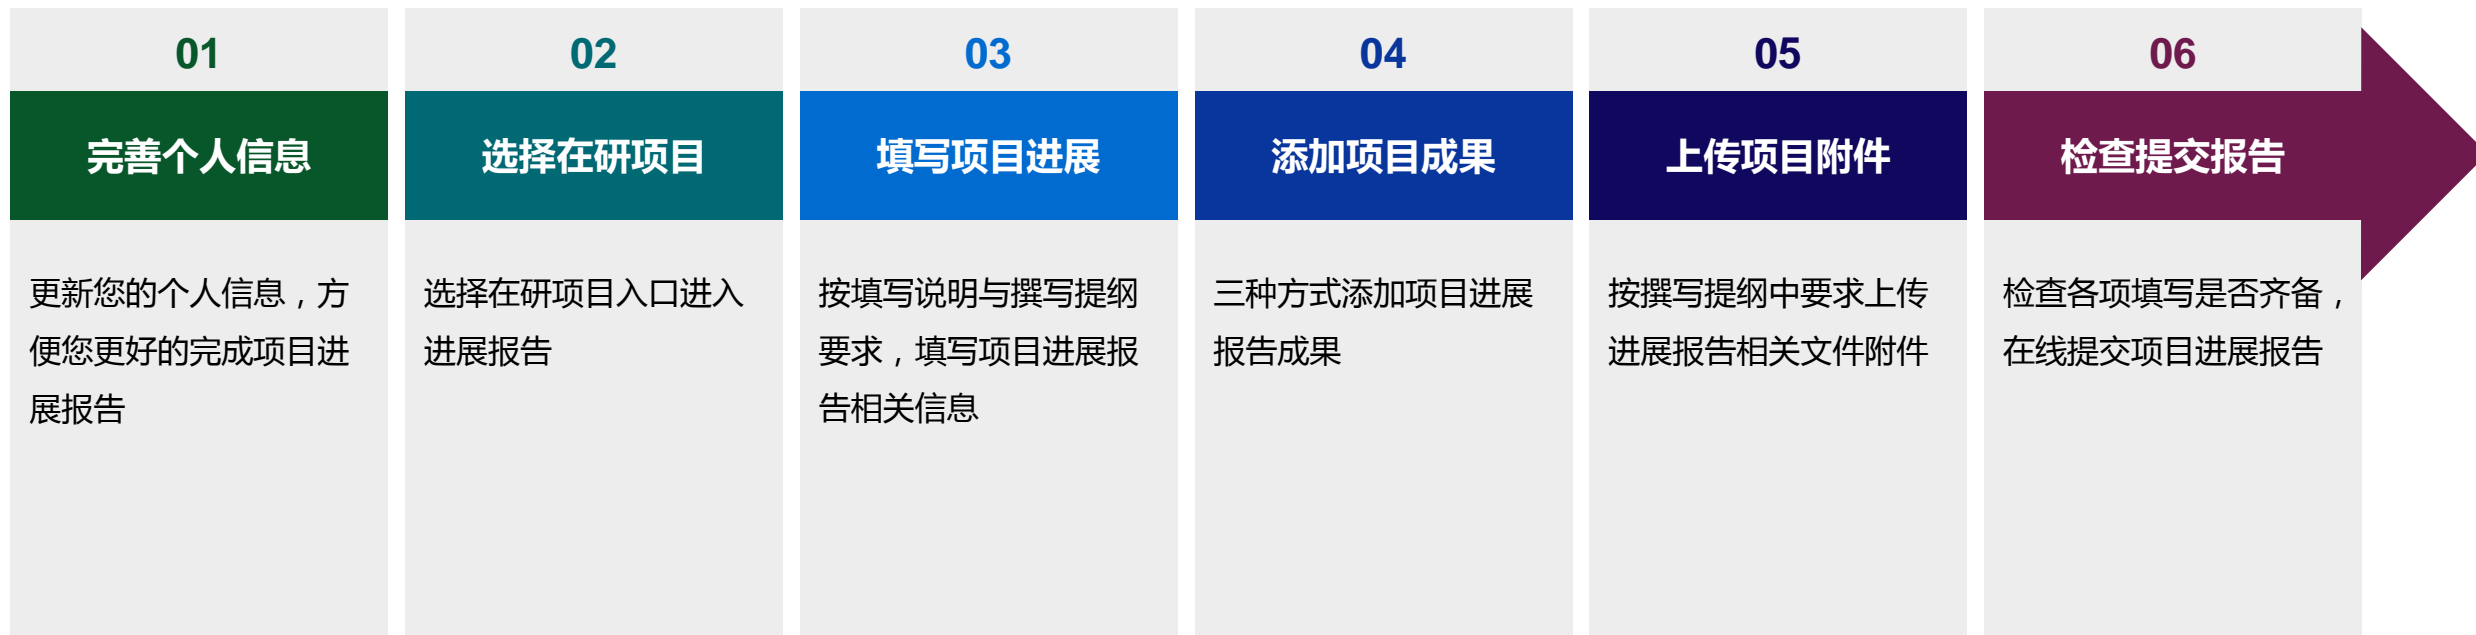 01
完善个人信息
更新您的个人信息，方
便您更好的完成项目进
展报告
02
选择在研项目
选择在研项目入口进入
进展报告
03
填写项目进展
按填写说明与撰写提纲
要求，填写项目进展报
告相关信息
04
添加项目成果
三种方式添加项目进展
报告成果
05
上传项目附件
按撰写提纲中要求上传
进展报告相关文件附件
06
检查提交报告
检查各项填写是否齐备，
在线提交项目进展报告